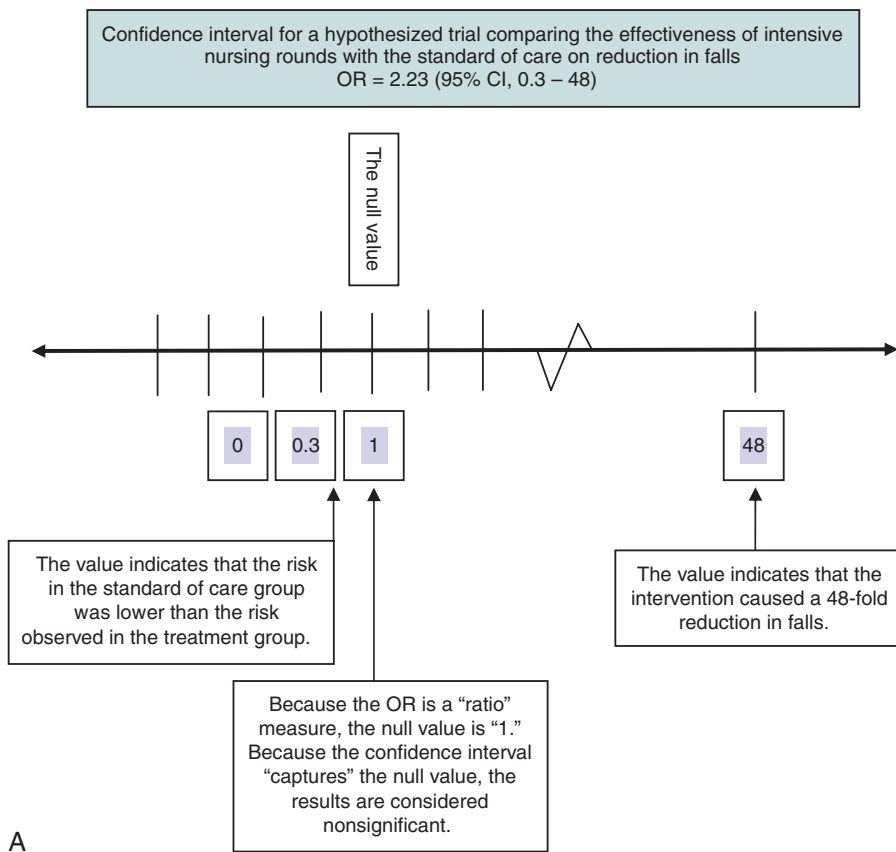 Confidence interval for a hypothesized trial comparing the effectiveness of intensive
nursing rounds with the standard of care on reduction in falls
OR = 2.23 (95% CI, 0.3 – 48)
The null value
0
0.3
1
48
The value indicates that the risk
in the standard of care group
was lower than the risk
observed in the treatment group.
The value indicates that the
intervention caused a 48-fold
reduction in falls.
Because the OR is a “ratio”
measure, the null value is “1.”
Because the confidence interval
“captures” the null value, the
results are considered
nonsignificant.
A